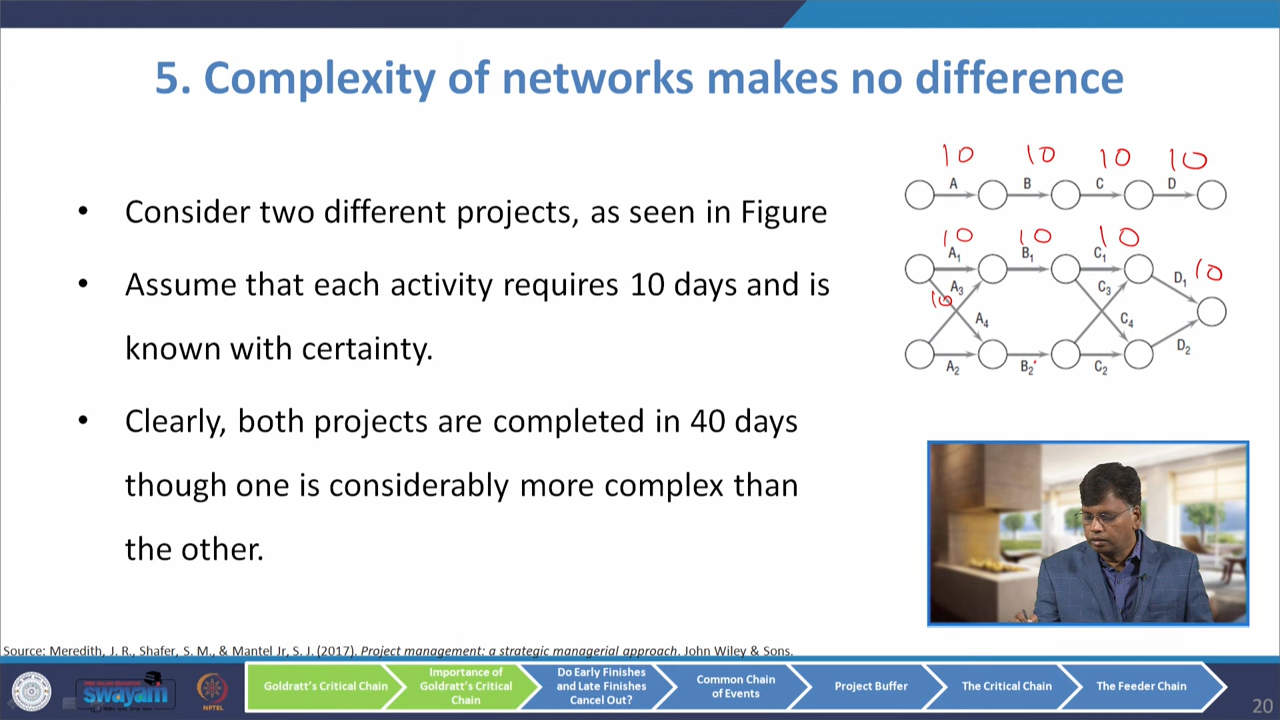 5. Complexity of networks makes no difference
• Consider two different projects, as seen in Figure
• Assume that each activity requires 10 days and is
known with certainty.
• Clearly, both projects are completed in 40 days
though one is considerably more complex than
the other.
10 10 10 10
A B C D
10 10 10
A₁ B₁ C₁
D₁ 10
A₃ C₃
10
A₄ C₄
D₂
A₂ B₂ C₂
Source: Meredith, J. R., Shafer, S. M., & Mantel Jr, S. J. (2017). Project management: a strategic managerial approach. John Wiley & Sons.
swayam
NPTEL
Goldratt's Critical Chain
Importance of
Goldratt's Critical
Chain
Do Early Finishes
and Late Finishes
Cancel Out?
Common Chain
of Events
Project Buffer
The Critical Chain
The Feeder Chain
20